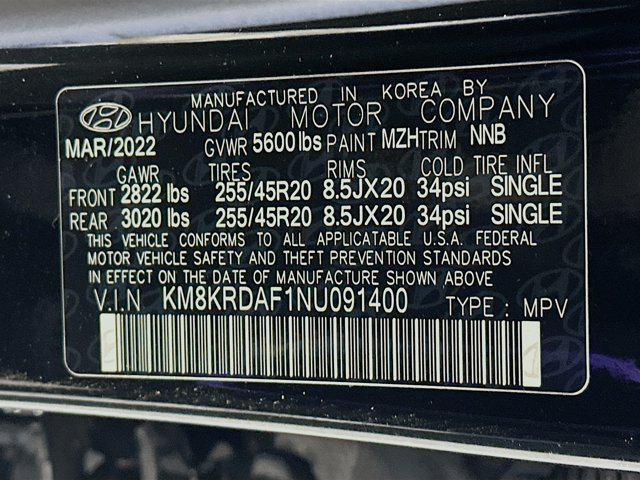 MANUFACTURED IN KOREA BY
HYUNDAI MOTOR COMPANY
MAR/2022 GVWR 5600lbs PAINT MZH TRIM NNB
GAWR TIRES RIMS COLD TIRE INFL
FRONT 2822 lbs 255/45R20 8.5JX20 34psi SINGLE
REAR 3020 lbs 255/45R20 8.5JX20 34psi SINGLE
THIS VEHICLE CONFORMS TO ALL APPLICATABLE U.S.A. FEDERAL
MOTOR VEHICLE SAFETY AND THEFT PREVENTION STANDARDS
IN EFFECT ON THE DATE OF MANUFACTURE SHOWN ABOVE
V.I.N KM8KRDAF1NU091400 TYPE : MPV